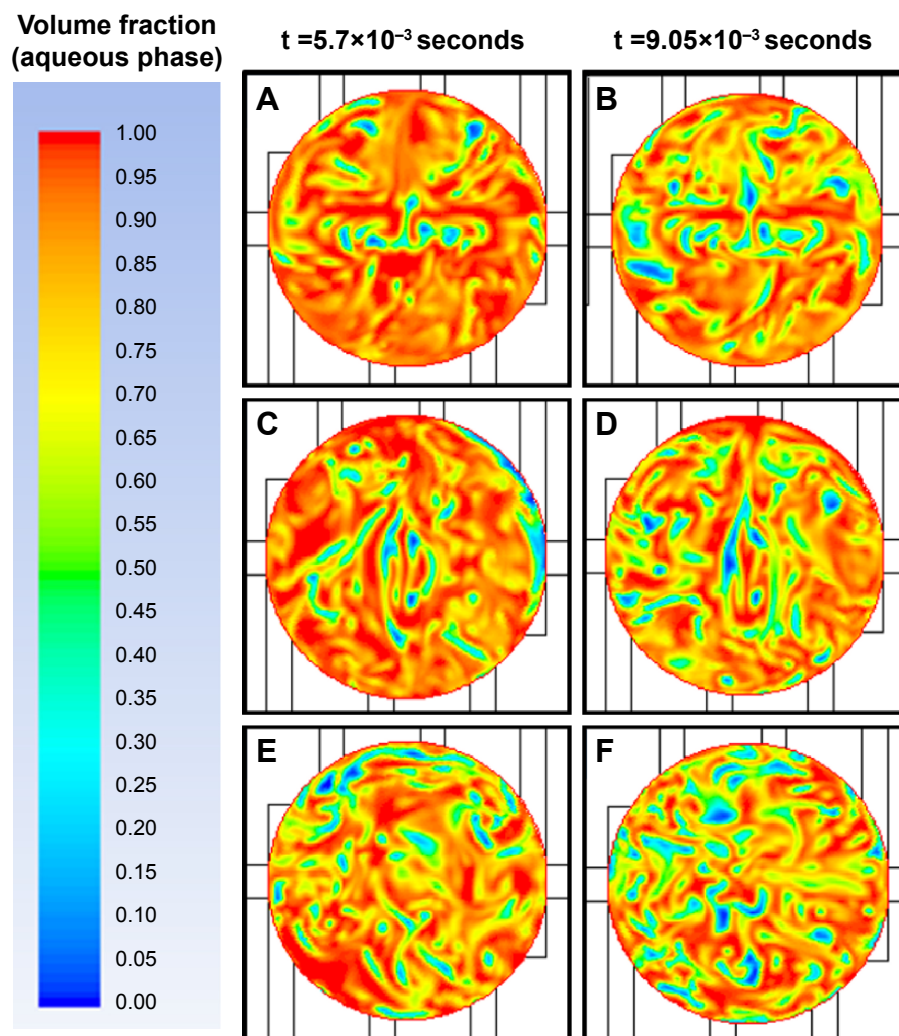 Volume fraction
(aqueous phase)
t =5.7×10⁻³ seconds
t =9.05×10⁻³ seconds
1.00
0.95
0.90
0.85
0.80
0.75
0.70
0.65
0.60
0.55
0.50
0.45
0.40
0.35
0.30
0.25
0.20
0.15
0.10
0.05
0.00
A
B
C
D
E
F